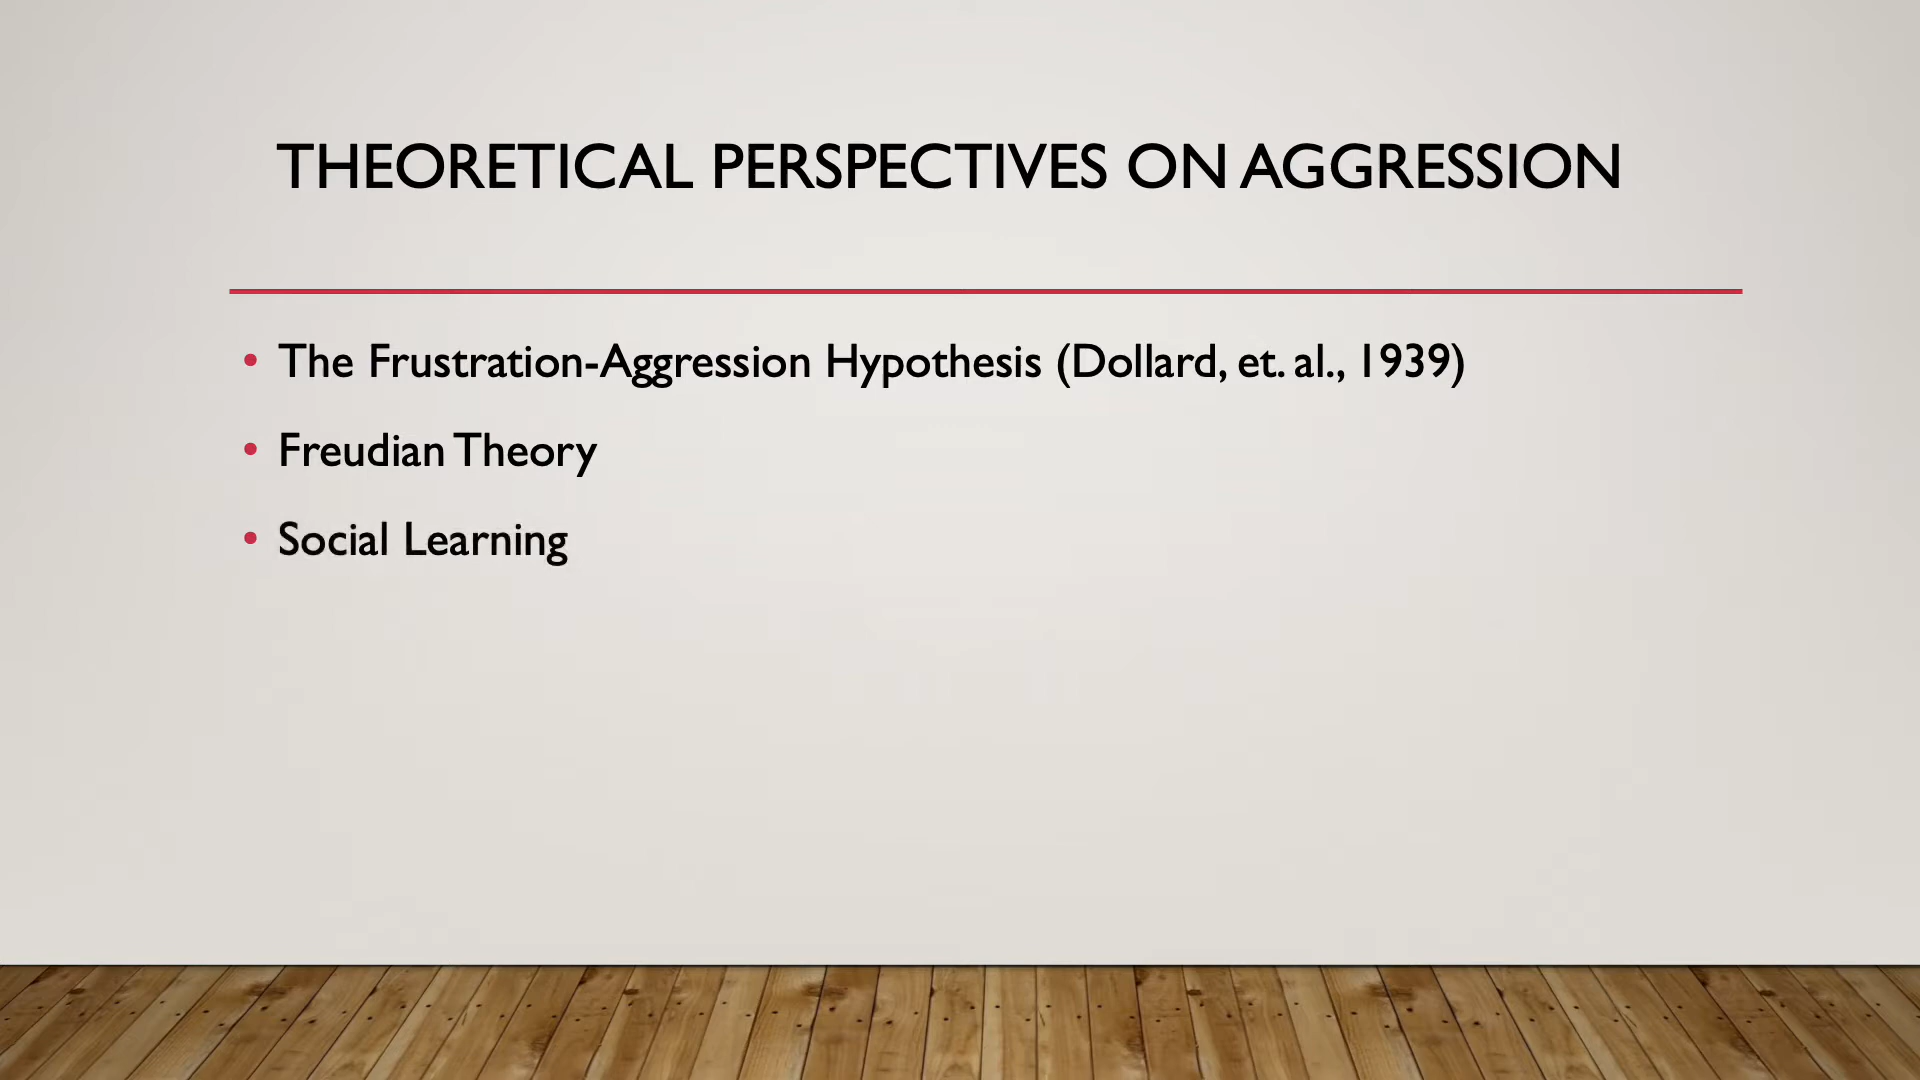 THEORETICAL PERSPECTIVES ON AGGRESSION
• The Frustration-Aggression Hypothesis (Dollard, et. al., 1939)
• Freudian Theory
• Social Learning